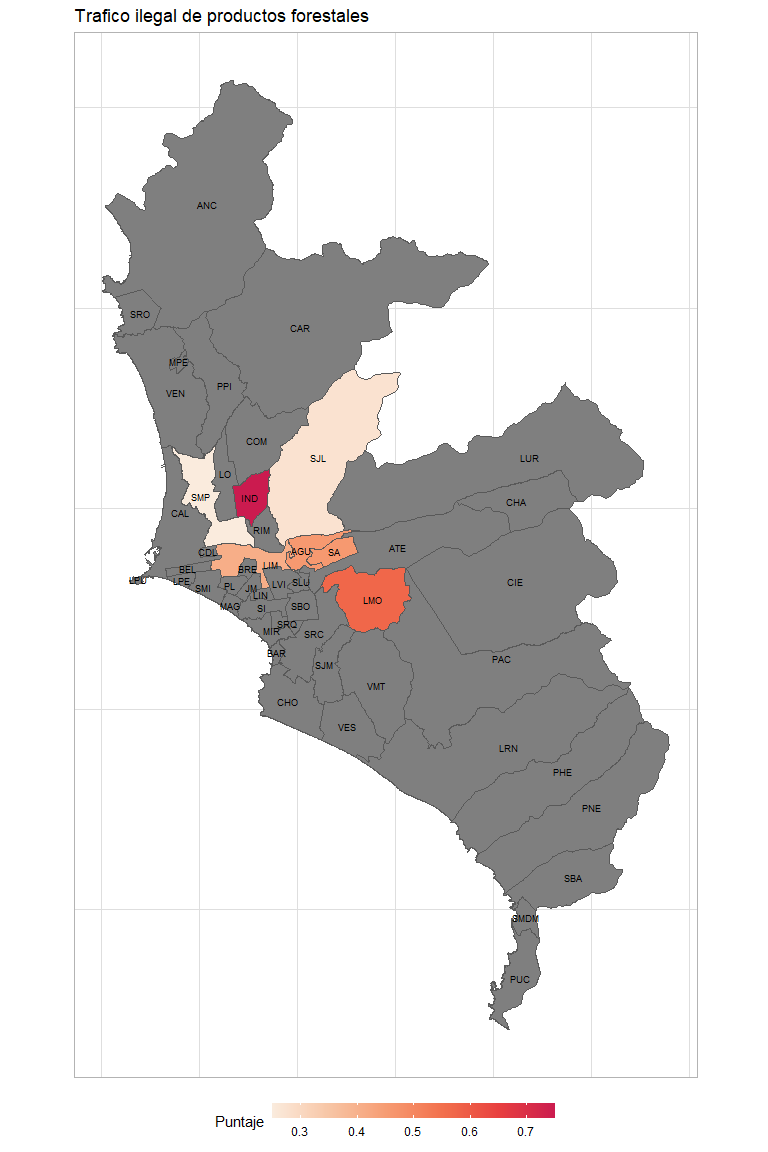 Trafico ilegal de productos forestales
ANC
SRO
CAR
MPE
PPI
VEN
COM
SJL
LUR
LO
SMP
IND
CHA
CAL
RIM
CDL
AGU
SA
ATE
BEL
BRE
LIM
LPU
LPE
SMI
PL
JM
LVI
SLU
CIE
LIN
LMO
MAG
SI
SBO
MIR
SRQ
SRC
BAR
SJM
PAC
VMT
CHO
VES
LRN
PHE
PNE
SBA
SMDM
PUC
Puntaje
0.3 0.4 0.5 0.6 0.7